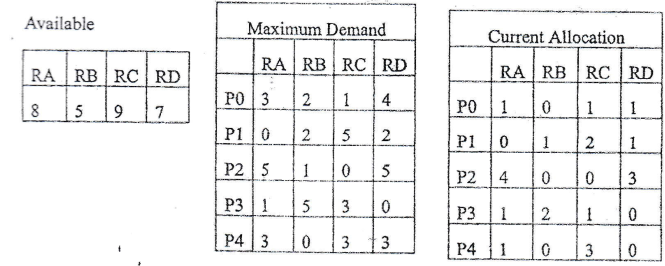 Available
RA RB RC RD
8 5 9 7
Maximum Demand
RA RB RC RD
P0 3 2 1 4
P1 0 2 5 2
P2 5 1 0 5
P3 1 5 3 0
P4 3 0 3 3
Current Allocation
RA RB RC RD
P0 1 0 1 1
P1 0 1 2 1
P2 4 0 0 3
P3 1 2 1 0
P4 1 0 3 0